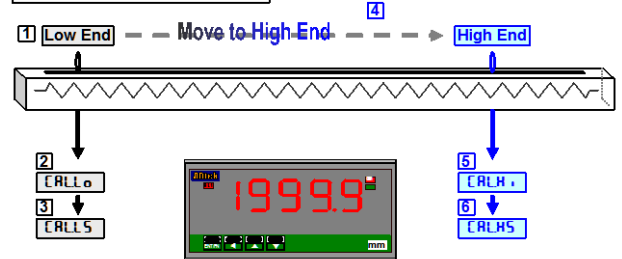 4
1 Low End Move to High End High End
2 5
CALLo CALHi
3 6
CALLS CALHS
1999.9
mm